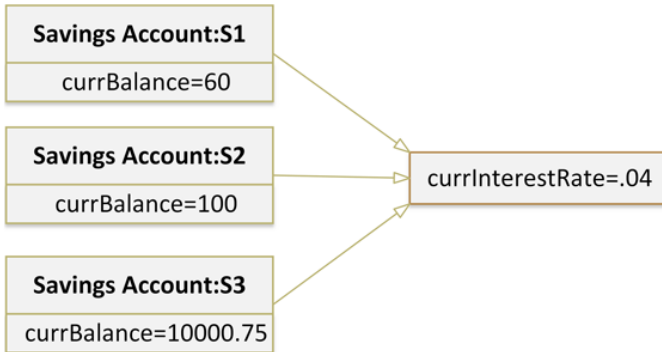 Savings Account:S1
currBalance=60
Savings Account:S2
currBalance=100
currInterestRate=.04
Savings Account:S3
currBalance=10000.75